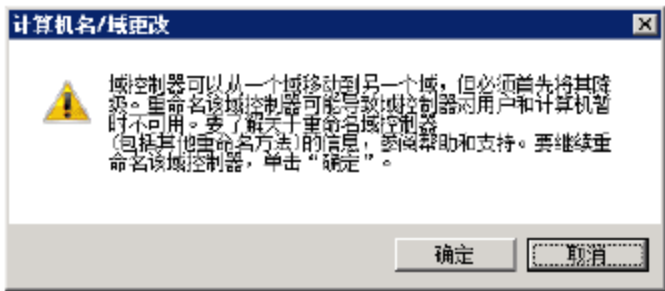 计算机名/域更改
域控制器可以从一个域移动到另一个域，但必须首先将其降
级。重命名该域控制器可能导致域控制器对用户和计算机暂
时不可用。要了解关于重命名域控制器
(包括其他重命名方法)的信息，参阅帮助和支持。要继续重
命名该域控制器，单击“确定”。
确定
取消